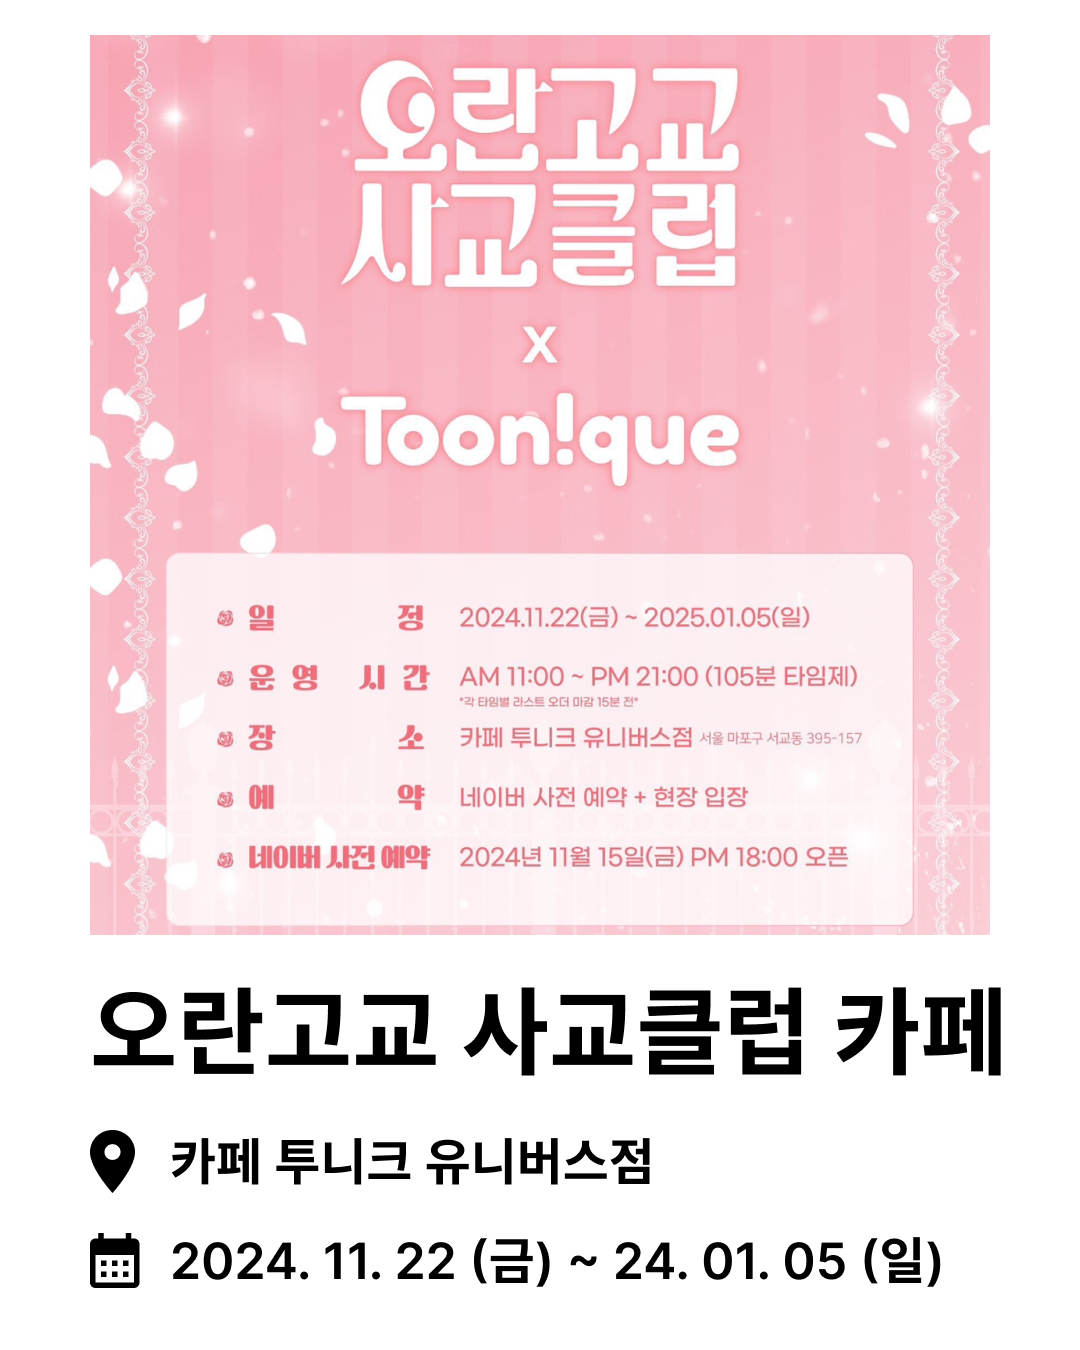 오란고교
사교클럽
X
Toon!que
일 정 2024.11.22(금) ~ 2025.01.05(일)
운 영 시 간 AM 11:00 ~ PM 21:00 (105분 타임제)
*각 타임별 라스트 오더 마감 15분 전*
장 소 카페 투니크 유니버스점 서울 마포구 서교동 395-157
예 약 네이버 사전 예약 + 현장 입장
네이버 사전 예약 2024년 11월 15일(금) PM 18:00 오픈
오란고교 사교클럽 카페
카페 투니크 유니버스점
2024. 11. 22 (금) ~ 24. 01. 05 (일)